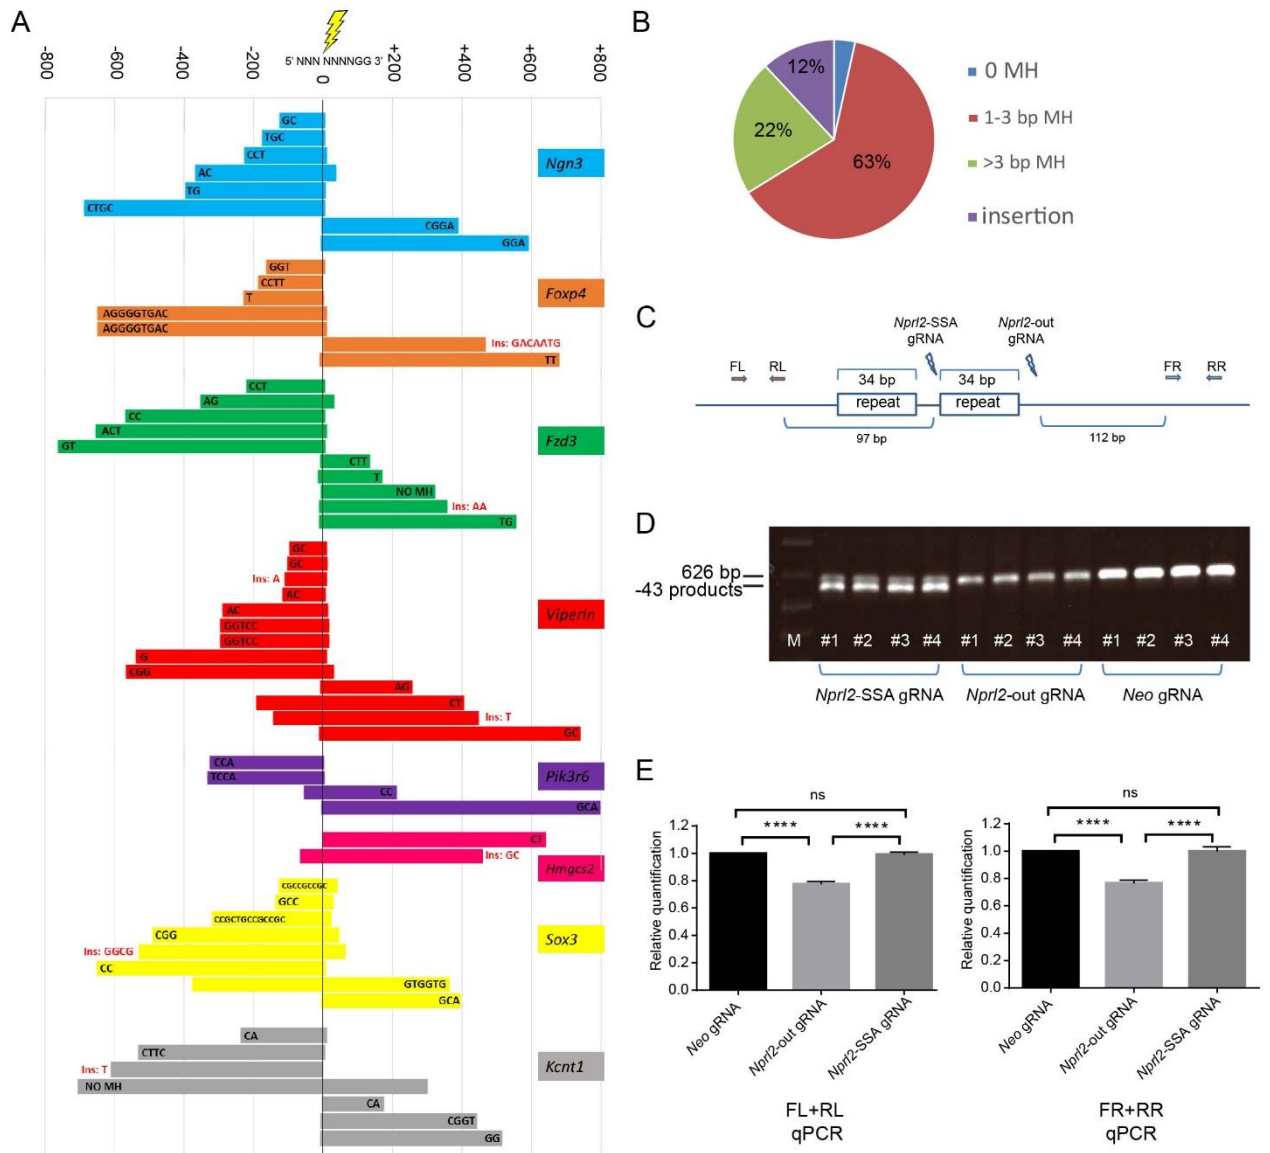 A
-800
-600
-400
-200
0
+200
+400
+600
+800
5' NNN NNNNGG 3'
GC
TGC
CCT
AC
TG
CTGC
CGGA
GGA
Ngn3
GGT
CCTT
T
AGGGGTGAC
AGGGGTGAC
Ins: GACAATG
TT
Foxp4
CCT
AG
CC
ACT
GT
CTT
T
NO MH
Ins: AA
TG
Fzd3
GC
GC
Ins: A
AC
AC
GGTCC
GGTCC
G
CGG
AG
CT
Ins: T
GC
Viperin
CCA
TCCA
CC
GCA
Pik3r6
CT
Ins: GC
Hmgcs2
CGCCGCCGC
GCC
CCGCTGCCGCCGC
CGG
Ins: GGCG
CC
GTGGTG
GCA
Sox3
CA
CTTC
Ins: T
NO MH
CA
CGGT
GG
Kcnt1
B
12%
22%
63%
0 MH
1-3 bp MH
>3 bp MH
insertion
C
Nprl2-SSA
gRNA
Nprl2-out
gRNA
FL
RL
34 bp
34 bp
FR
RR
repeat
repeat
97 bp
112 bp
D
626 bp
-43 products
M #1 #2 #3 #4 #1 #2 #3 #4 #1 #2 #3 #4
Nprl2-SSA gRNA
Nprl2-out gRNA
Neo gRNA
E
ns
****
****
1.2
1.0
0.8
0.6
0.4
0.2
0.0
Relative quantification
Neo gRNA
Nprl2-out gRNA
Nprl2-SSA gRNA
FL+RL
qPCR
ns
****
****
1.2
1.0
0.8
0.6
0.4
0.2
0.0
Relative quantification
Neo gRNA
Nprl2-out gRNA
Nprl2-SSA gRNA
FR+RR
qPCR